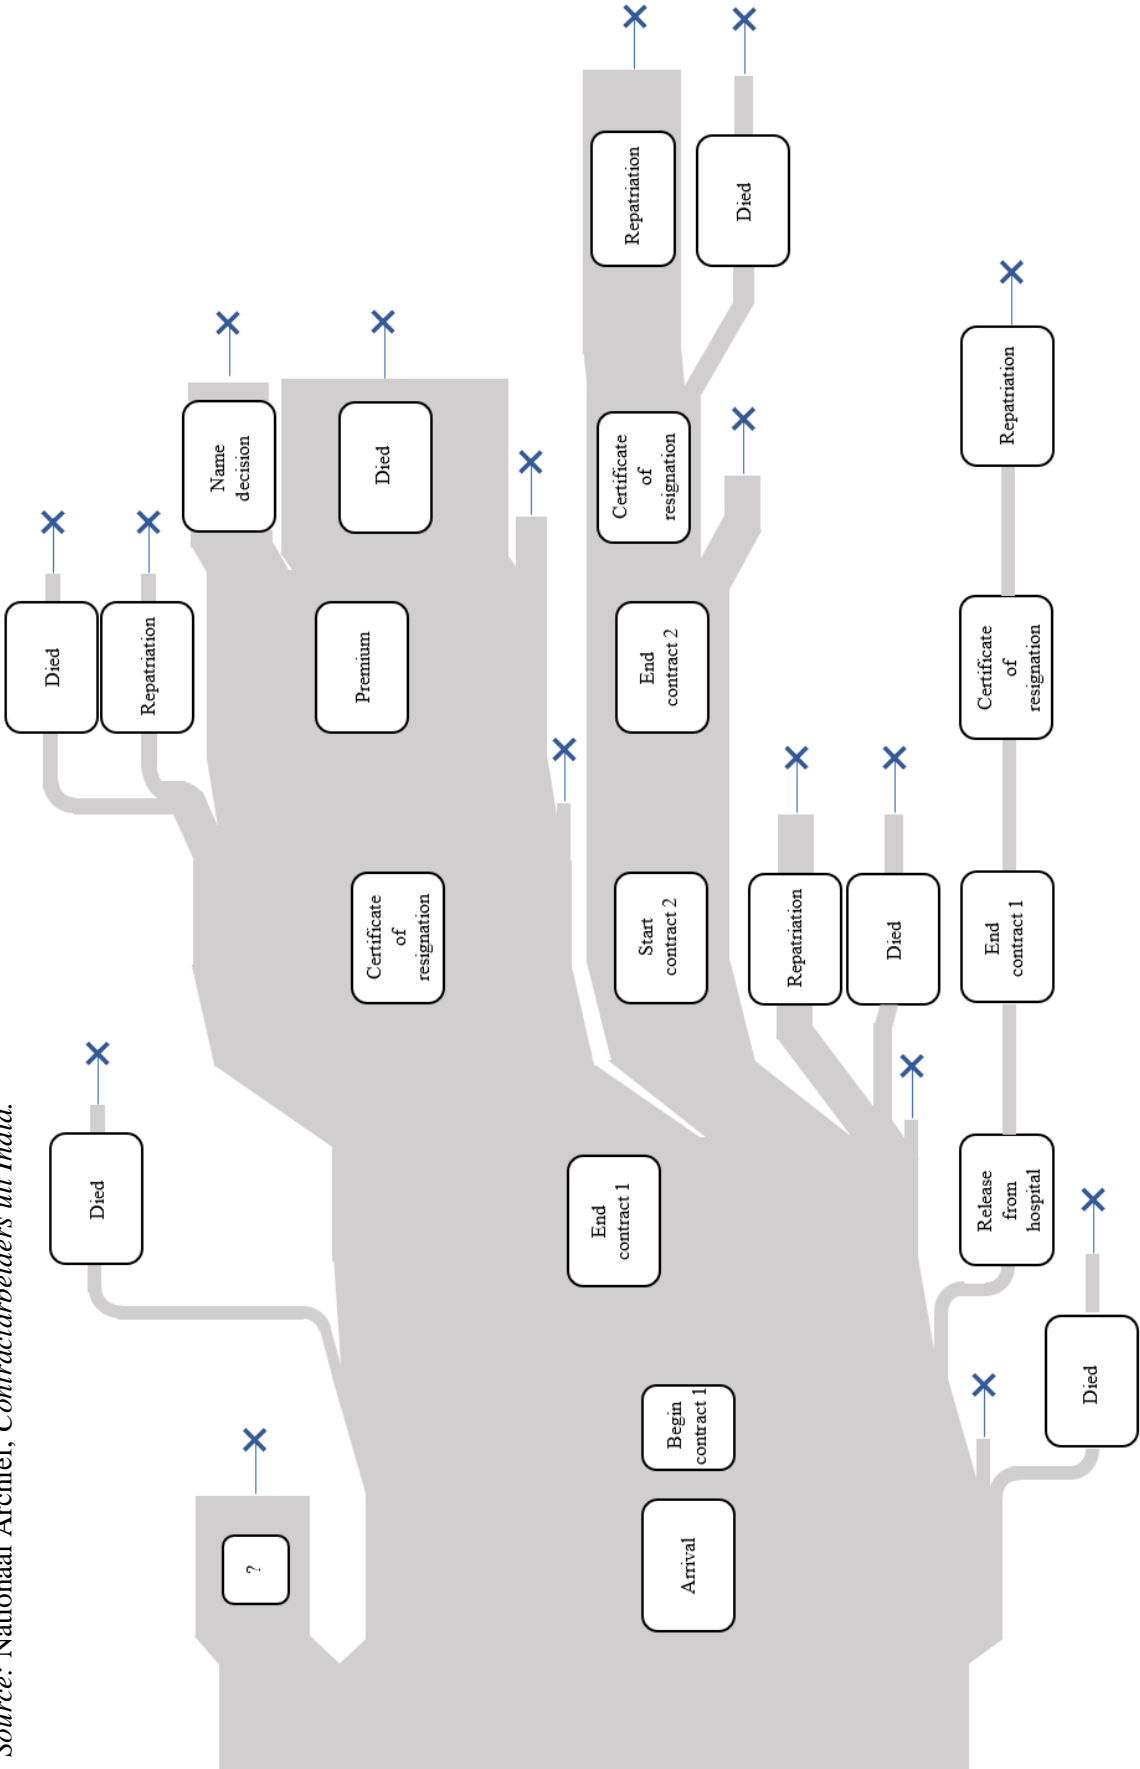 Source: Nationaal Archief, Contractarbeiders uit India.
Died
Died
Repatriation
Name
decision
?
Premium
Died
Certificate
of
resignation
End
contract 1
Repatriation
Certificate
of
resignation
Start
contract 2
End
contract 2
Arrival
Begin
contract 1
Died
Repatriation
Died
Release
from
hospital
End
contract 1
Certificate
of
resignation
Repatriation
Died